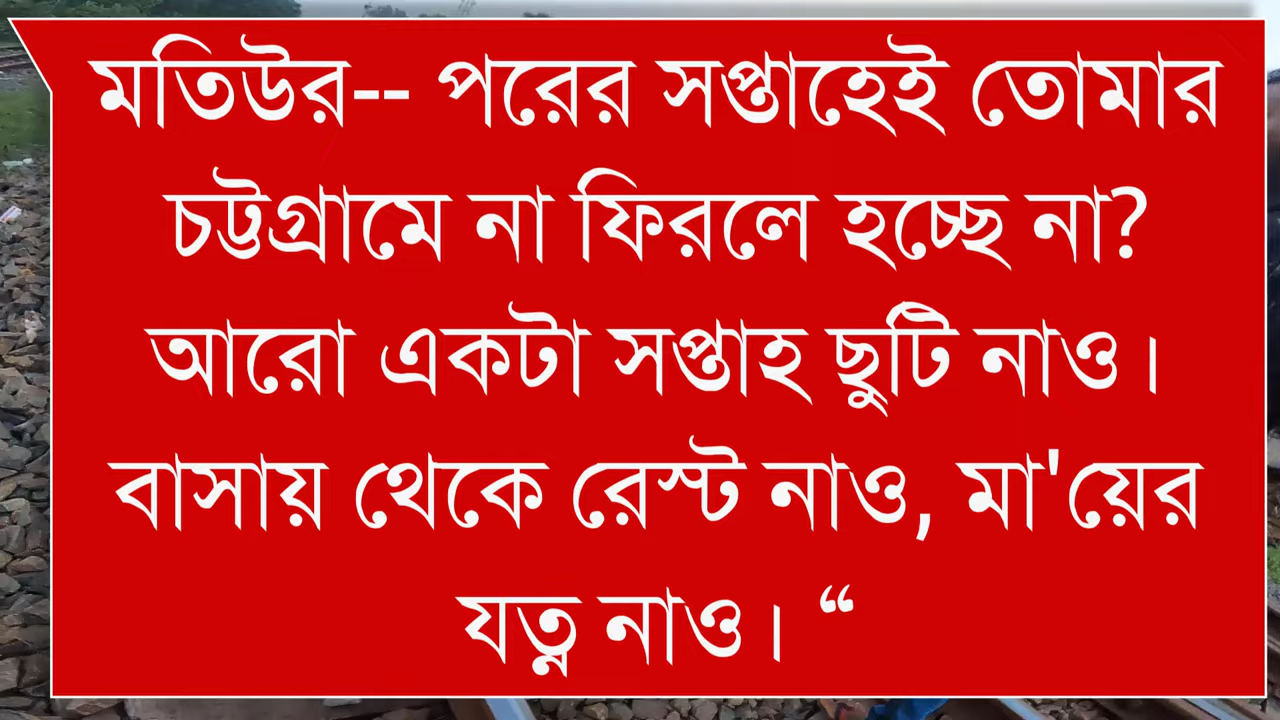 মতিউর-- পরের সপ্তাহেই তোমার
চট্টগ্রামে না ফিরলে হচ্ছে না?
আরো একটা সপ্তাহ ছুটি নাও।
বাসায় থেকে রেস্ট নাও, মা'য়ের
যত্ন নাও। “